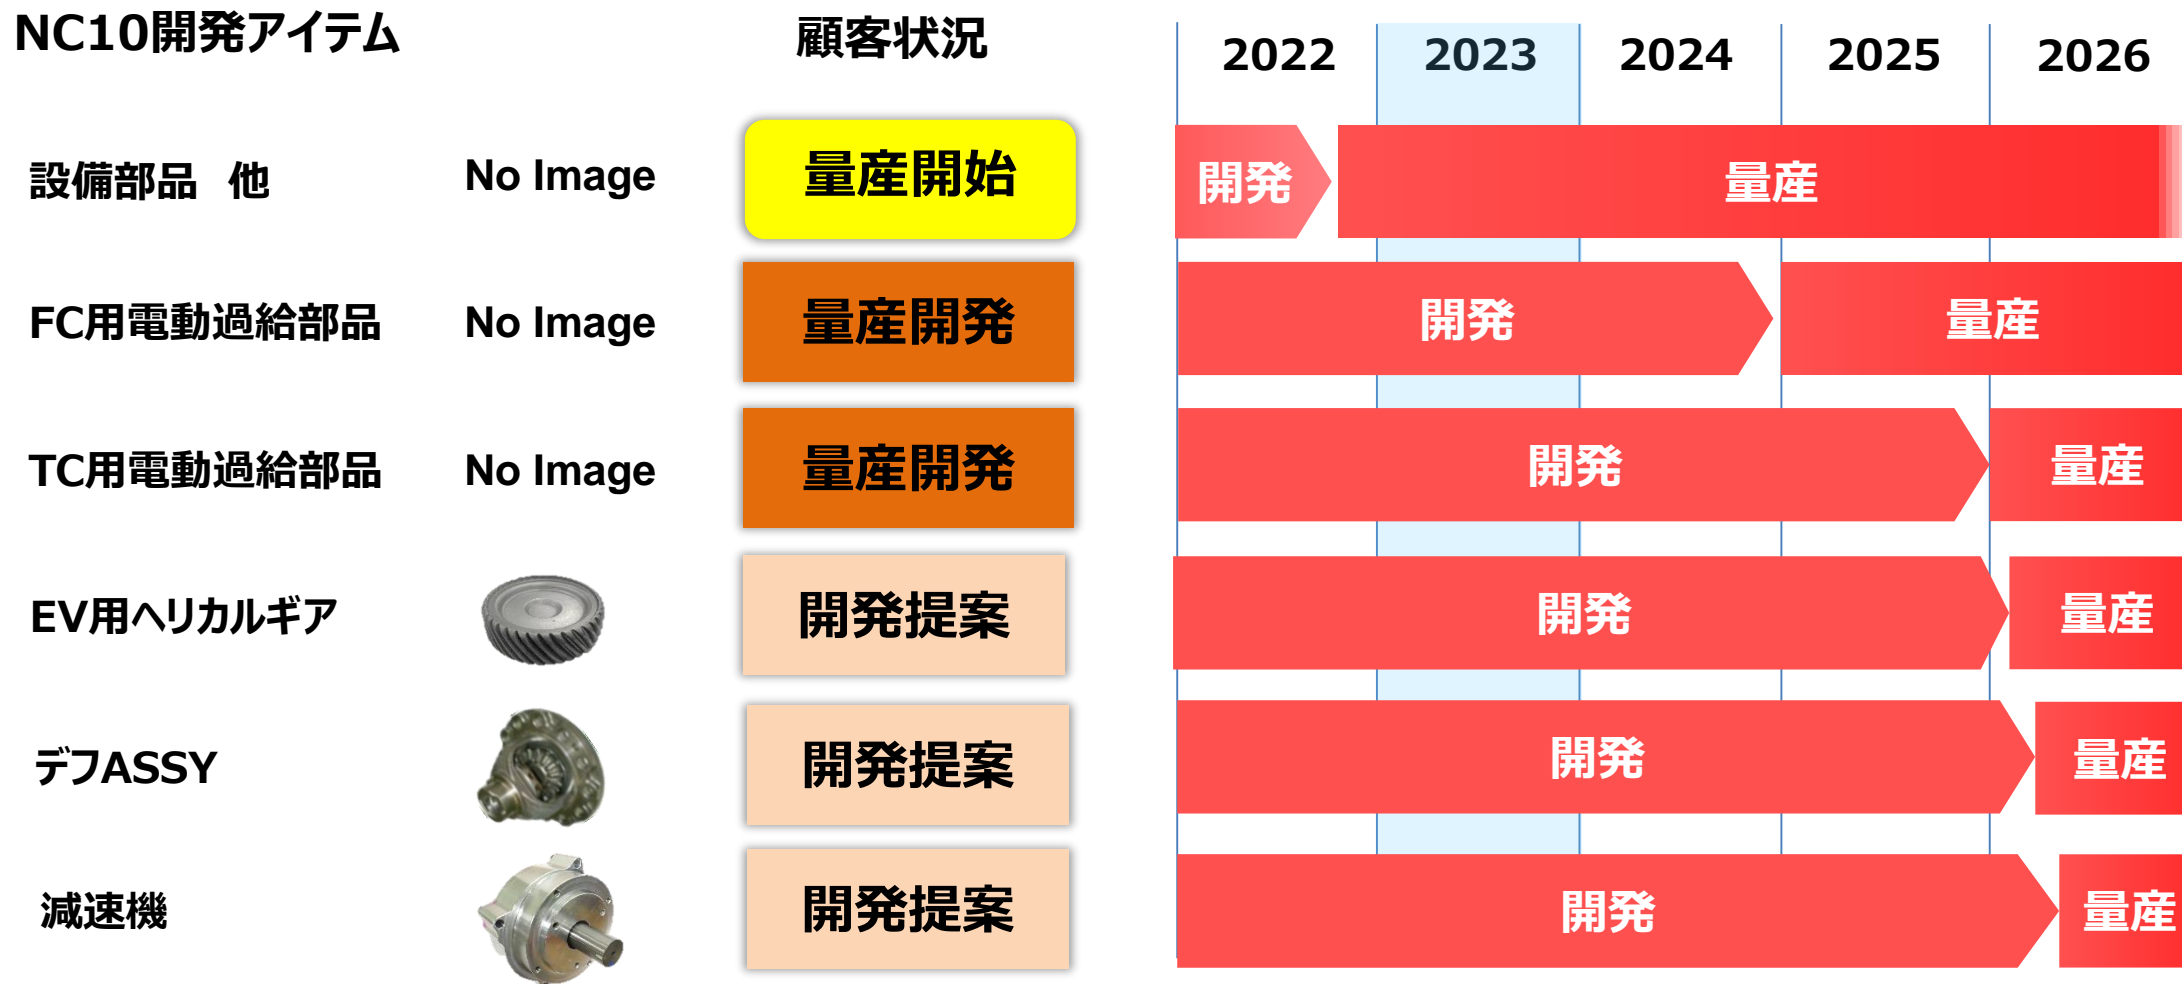 NC10開発アイテム 顧客状況 2022 2023 2024 2025 2026
設備部品 他 No Image 量産開始 開発 量産
FC用電動過給部品 No Image 量産開発 開発 量産
TC用電動過給部品 No Image 量産開発 開発 量産
EV用ヘリカルギア 開発提案 開発 量産
デフASSY 開発提案 開発 量産
減速機 開発提案 開発 量産